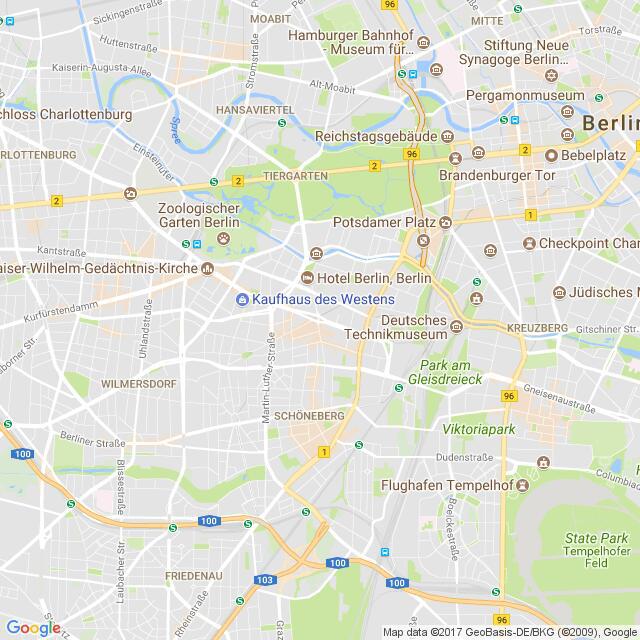 Sickingenstraße
MOABIT
Hamburger Bahnhof
- Museum für...
96
MITTE
Torstraße
Huttenstraße
Stromstraße
Stiftung Neue
Synagoge Berlin...
Kaiserin-Augusta-Allee
Alt-Moabit
Pergamonmuseum
chloss Charlottenburg
HANSAVIERTEL
Spree
Reichstagsgebäude
Berlin
RLOTTENBURG
Einsteinufer
96
2
Bebelplatz
2
TIERGARTEN
2
Brandenburger Tor
2
Zoologischer
Garten Berlin
Potsdamer Platz
1
Kantstraße
Checkpoint Char
aiser-Wilhelm-Gedächtnis-Kirche
Hotel Berlin, Berlin
Kurfürstendamm
Kaufhaus des Westens
Jüdisches M
Uhlandstraße
Deutsches
Technikmuseum
KREUZBERG
Gitschiner Str.
Martin-Luther-Straße
Park am
Gleisdreieck
WILMERSDORF
Gneisenaustraße
96
SCHÖNEBERG
Viktoriapark
Berliner Straße
1
100
Dudenstraße
Blissestraße
Columbiad
Flughafen Tempelhof
Boelckestraße
100
State Park
Tempelhofer
Feld
Laubacher Str.
100
FRIEDENAU
103
100
Rheinstraße
96
Google
Map data ©2017 GeoBasis-DE/BKG (©2009), Google